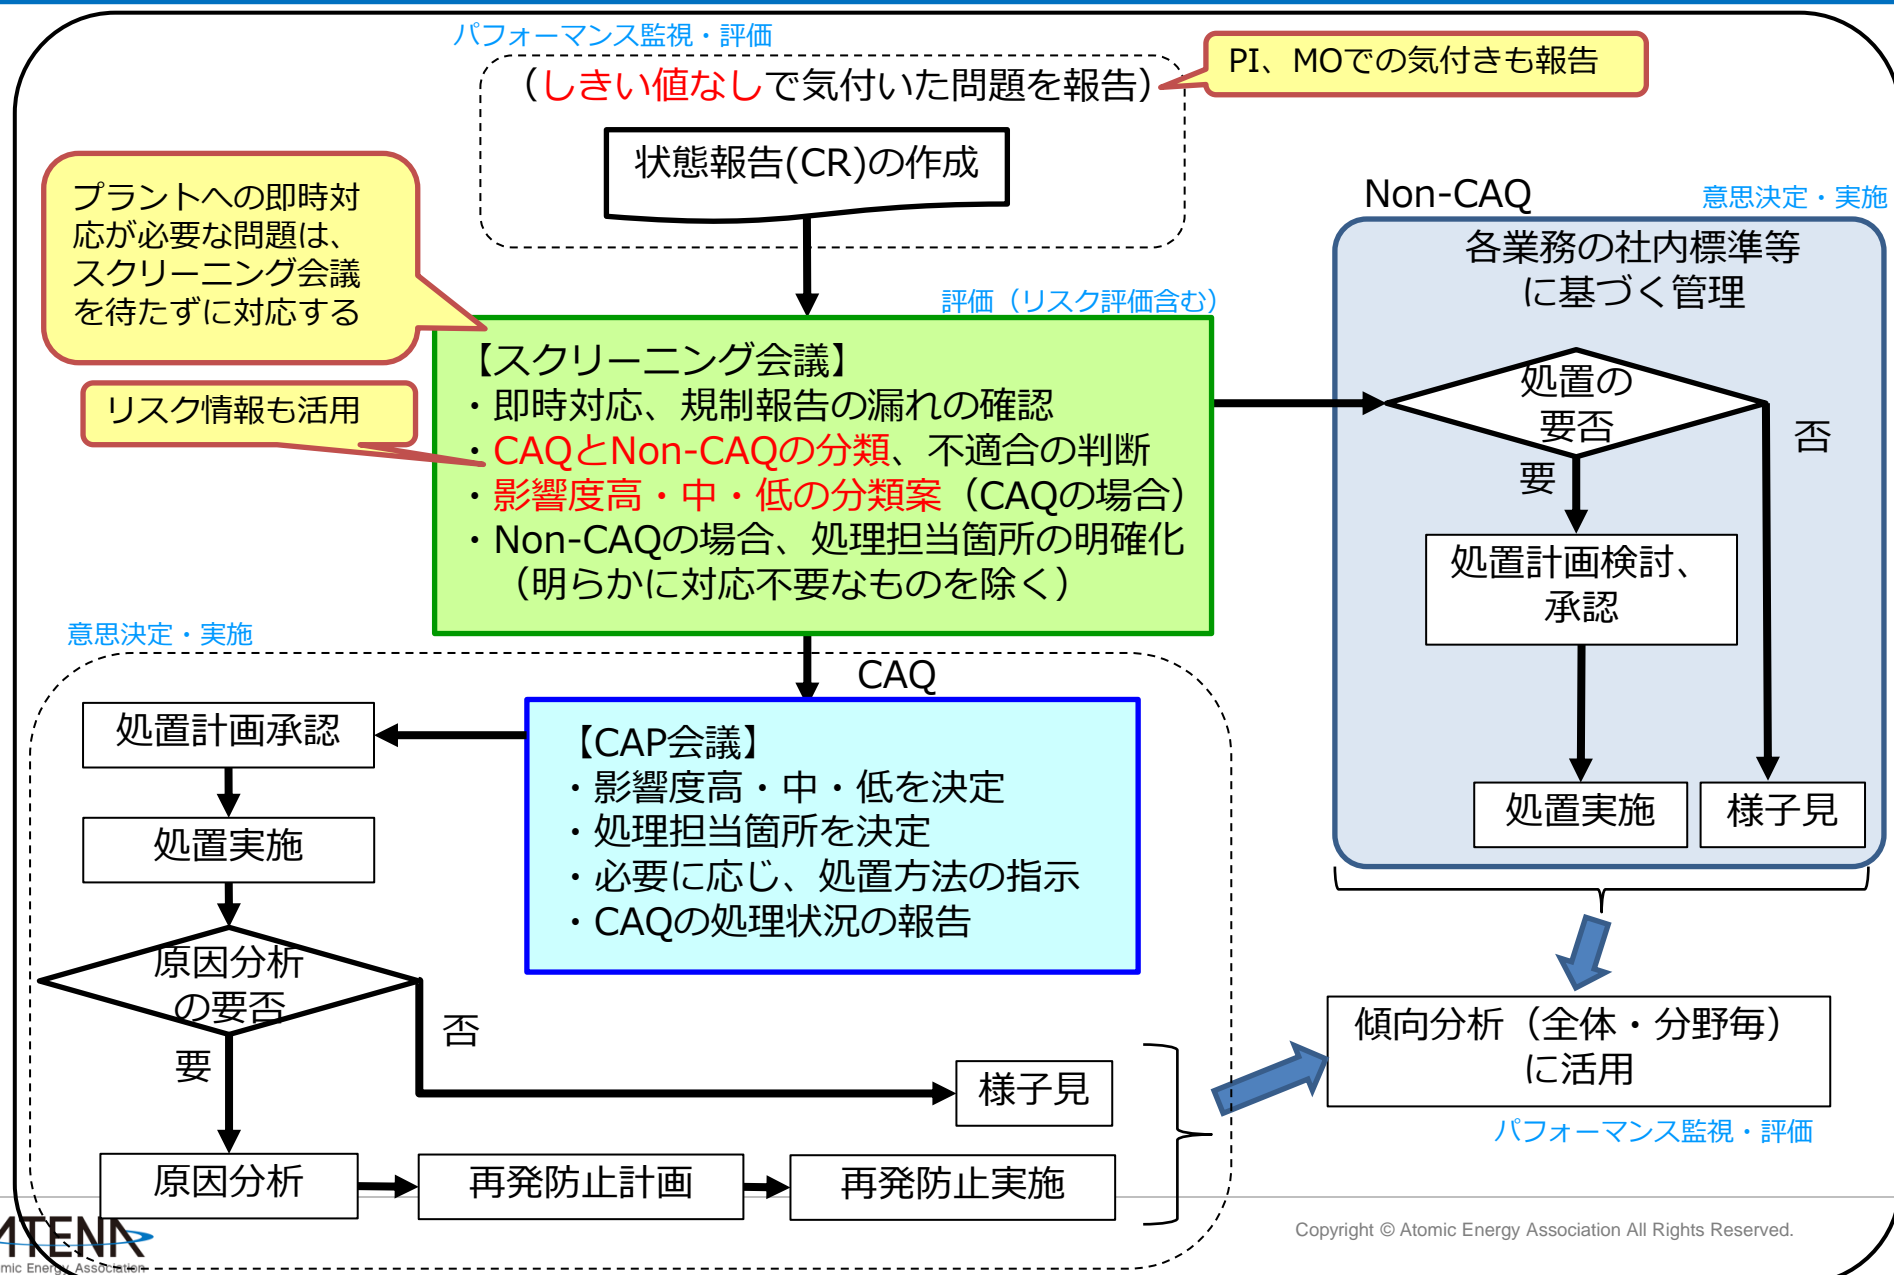 パフォーマンス監視・評価
（しきい値なしで気付いた問題を報告）
PI、MOでの気付きも報告
状態報告(CR)の作成
プラントへの即時対
応が必要な問題は、
スクリーニング会議
を待たずに対応する
リスク情報も活用
評価（リスク評価含む）
【スクリーニング会議】
・即時対応、規制報告の漏れの確認
・CAQとNon-CAQの分類、不適合の判断
・影響度高・中・低の分類案（CAQの場合）
・Non-CAQの場合、処理担当箇所の明確化
（明らかに対応不要なものを除く）
Non-CAQ
意思決定・実施
各業務の社内標準等
に基づく管理
処置の
要否
要
否
処置計画検討、
承認
処置実施
様子見
意思決定・実施
CAQ
【CAP会議】
・影響度高・中・低を決定
・処理担当箇所を決定
・必要に応じ、処置方法の指示
・CAQの処理状況の報告
処置計画承認
処置実施
原因分析
の要否
要
否
様子見
原因分析
再発防止計画
再発防止実施
傾向分析（全体・分野毎）
に活用
パフォーマンス監視・評価
ATENA
omic Energy Association
Copyright © Atomic Energy Association All Rights Reserved.